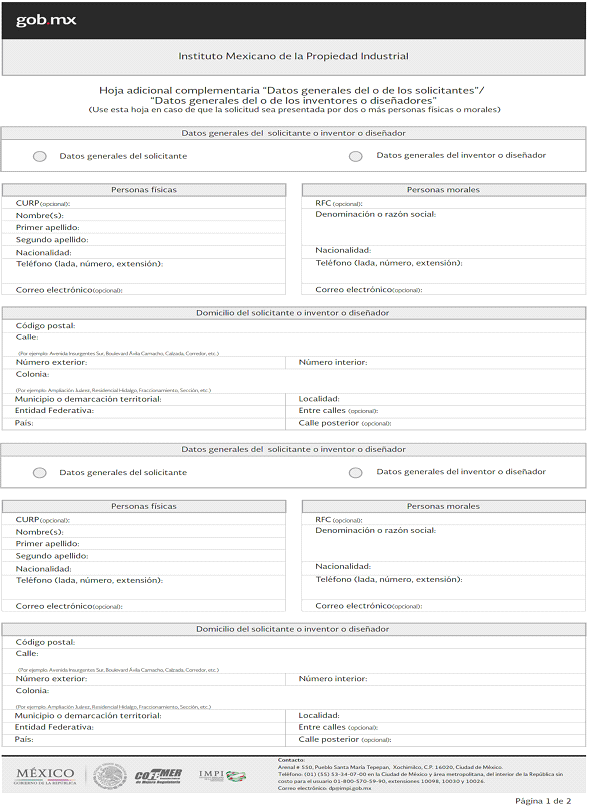 gob.mx
Instituto Mexicano de la Propiedad Industrial
Hoja adicional complementaria "Datos generales del o de los solicitantes"/
"Datos generales del o de los inventores o diseñadores"
(Use esta hoja en caso de que la solicitud sea presentada por dos o más personas físicas o morales)
Datos generales del solicitante o inventor o diseñador
Datos generales del solicitante
Datos generales del inventor o diseñador
Personas físicas
CURP(opcional):
Nombre(s):
Primer apellido:
Segundo apellido:
Nacionalidad:
Teléfono (lada, número, extensión):
Correo electrónico(opcional):
Personas morales
RFC (opcional):
Denominación o razón social:
Nacionalidad:
Teléfono (lada, número, extensión):
Correo electrónico(opcional):
Domicilio del solicitante o inventor o diseñador
Código postal:
Calle:
(Por ejemplo: Avenida Insurgentes Sur, Boulevard Ávila Camacho, Calzada, Corredor, etc.)
Número exterior:
Número interior:
Colonia:
(Por ejemplo: Ampliación Juárez, Residencial Hidalgo, Fraccionamiento, Sección, etc.)
Municipio o demarcación territorial:
Localidad:
Entidad Federativa:
Entre calles (opcional):
País:
Calle posterior (opcional):
Datos generales del solicitante o inventor o diseñador
Datos generales del solicitante
Datos generales del inventor o diseñador
Personas físicas
CURP(opcional):
Nombre(s):
Primer apellido:
Segundo apellido:
Nacionalidad:
Teléfono (lada, número, extensión):
Correo electrónico(opcional):
Personas morales
RFC (opcional):
Denominación o razón social:
Nacionalidad:
Teléfono (lada, número, extensión):
Correo electrónico(opcional):
Domicilio del solicitante o inventor o diseñador
Código postal:
Calle:
(Por ejemplo: Avenida Insurgentes Sur, Boulevard Ávila Camacho, Calzada, Corredor, etc.)
Número exterior:
Número interior:
Colonia:
(Por ejemplo: Ampliación Juárez, Residencial Hidalgo, Fraccionamiento, Sección, etc.)
Municipio o demarcación territorial:
Localidad:
Entidad Federativa:
Entre calles (opcional):
País:
Calle posterior (opcional):
MÉXICO
GOBIERNO DE LA REPÚBLICA
COFEMER
de Mejora Regulatoria
IMPI
Contacto:
Arenal # 550, Pueblo Santa María Tepepan, Xochimilco, C.P. 16020, Ciudad de México.
Teléfono: (01) (55) 53-34-07-00 en la Ciudad de México y área metropolitana, del interior de la República sin
costo para el usuario 01-800-570-59-90, extensiones 10098, 10030 y 10026.
Correo electrónico: dp@impi.gob.mx
Página 1 de 2